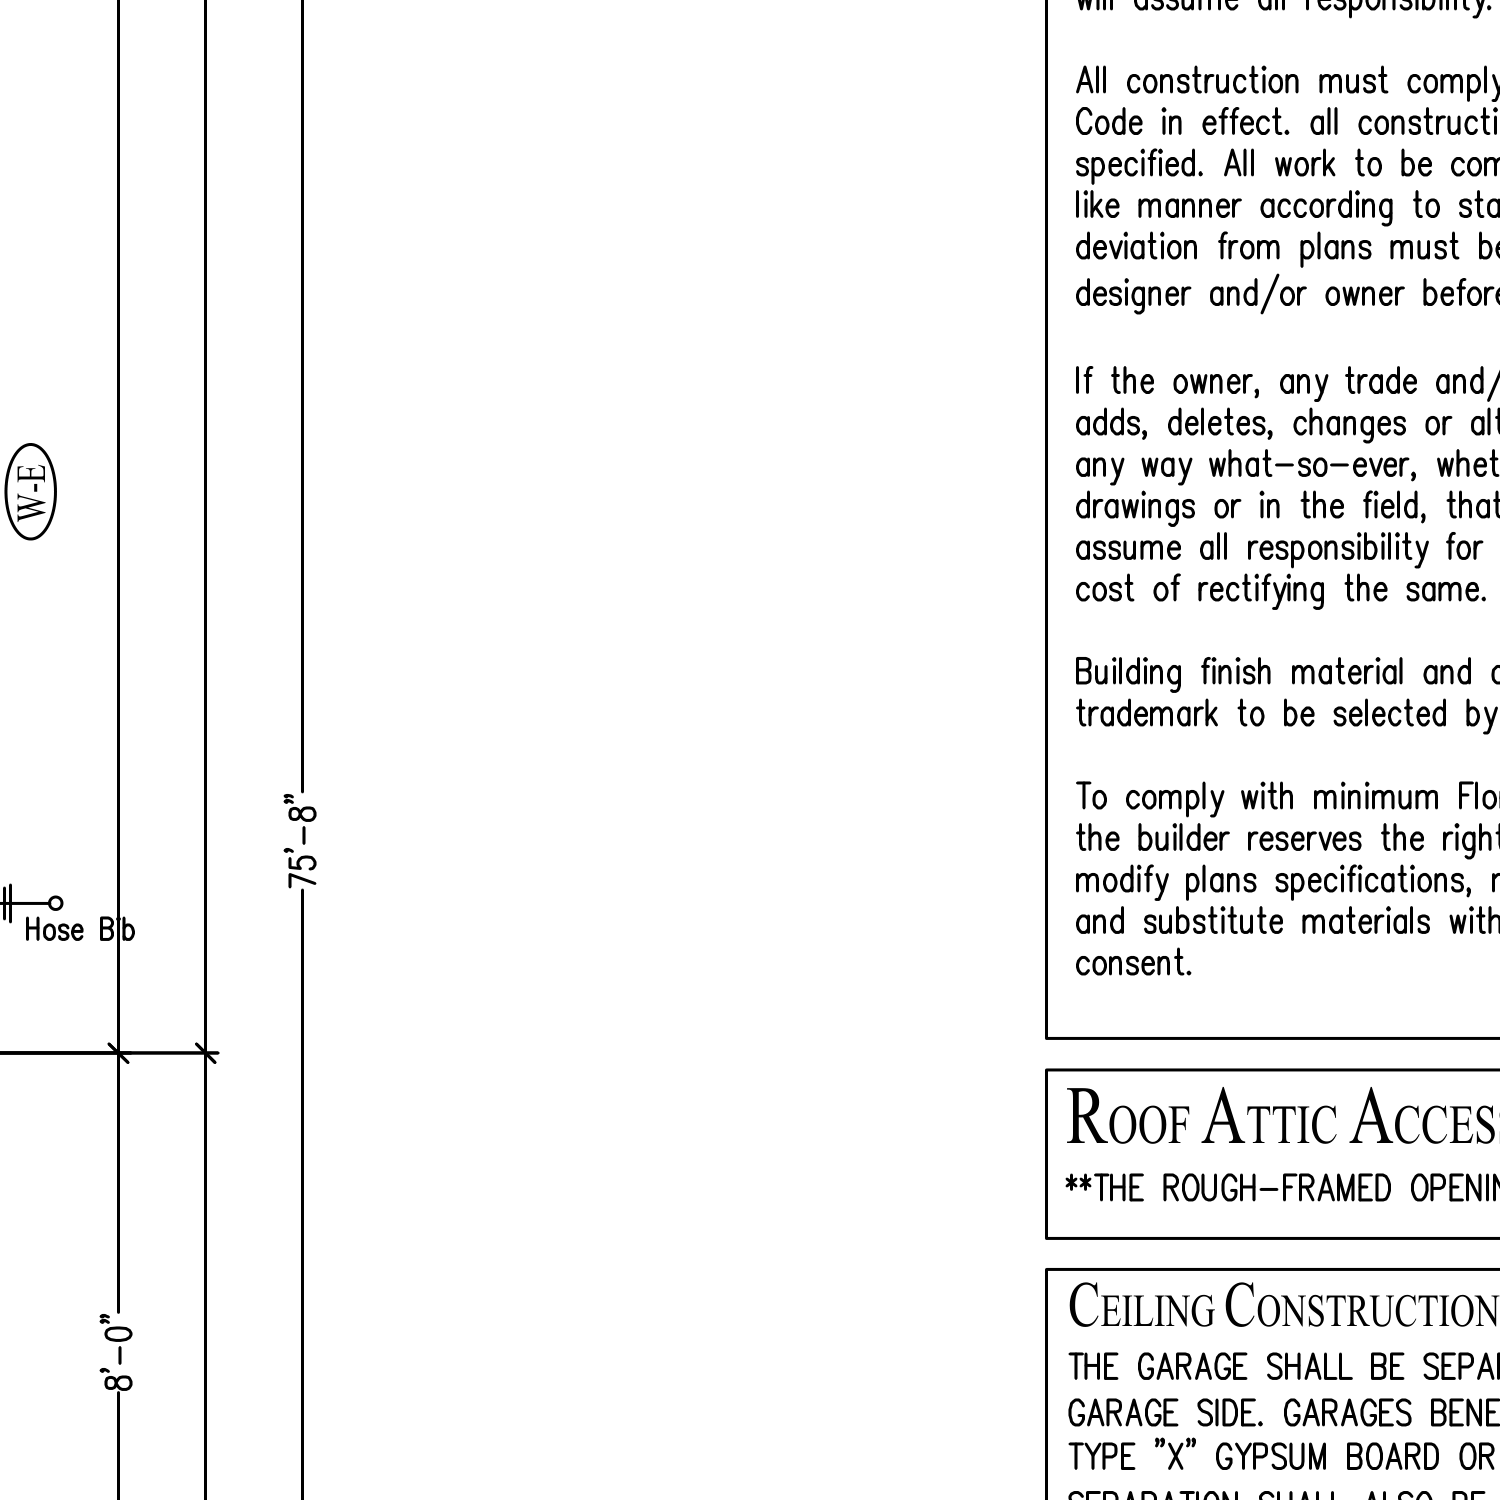 W-E
75'-8"
Hose Bib
8'-0"
will assume all responsibility.
All construction must comply
Code in effect. all constructi
specified. All work to be com
like manner according to sta
deviation from plans must be
designer and/or owner before
If the owner, any trade and/
adds, deletes, changes or alt
any way what-so-ever, whet
drawings or in the field, that
assume all responsibility for
cost of rectifying the same.
Building finish material and
trademark to be selected by
To comply with minimum Flor
the builder reserves the right
modify plans specifications,
and substitute materials with
consent.
ROOF ATTIC ACCESS
**THE ROUGH-FRAMED OPENIN
CEILING CONSTRUCTION
THE GARAGE SHALL BE SEPAR
GARAGE SIDE. GARAGES BENE
TYPE "X" GYPSUM BOARD OR
SEPARATION SHALL ALSO BE